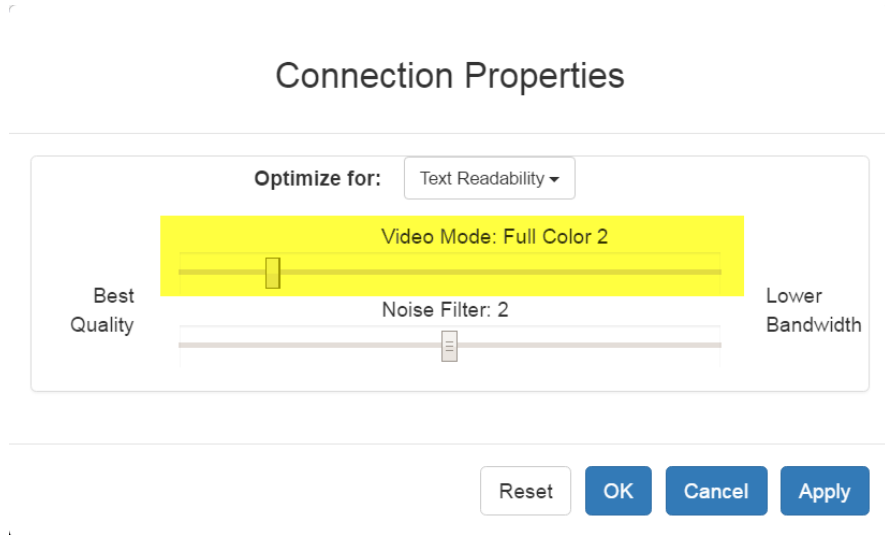 Connection Properties
Optimize for: Text Readability
Video Mode: Full Color 2
Best
Quality
Lower
Bandwidth
Noise Filter: 2
Reset OK Cancel Apply